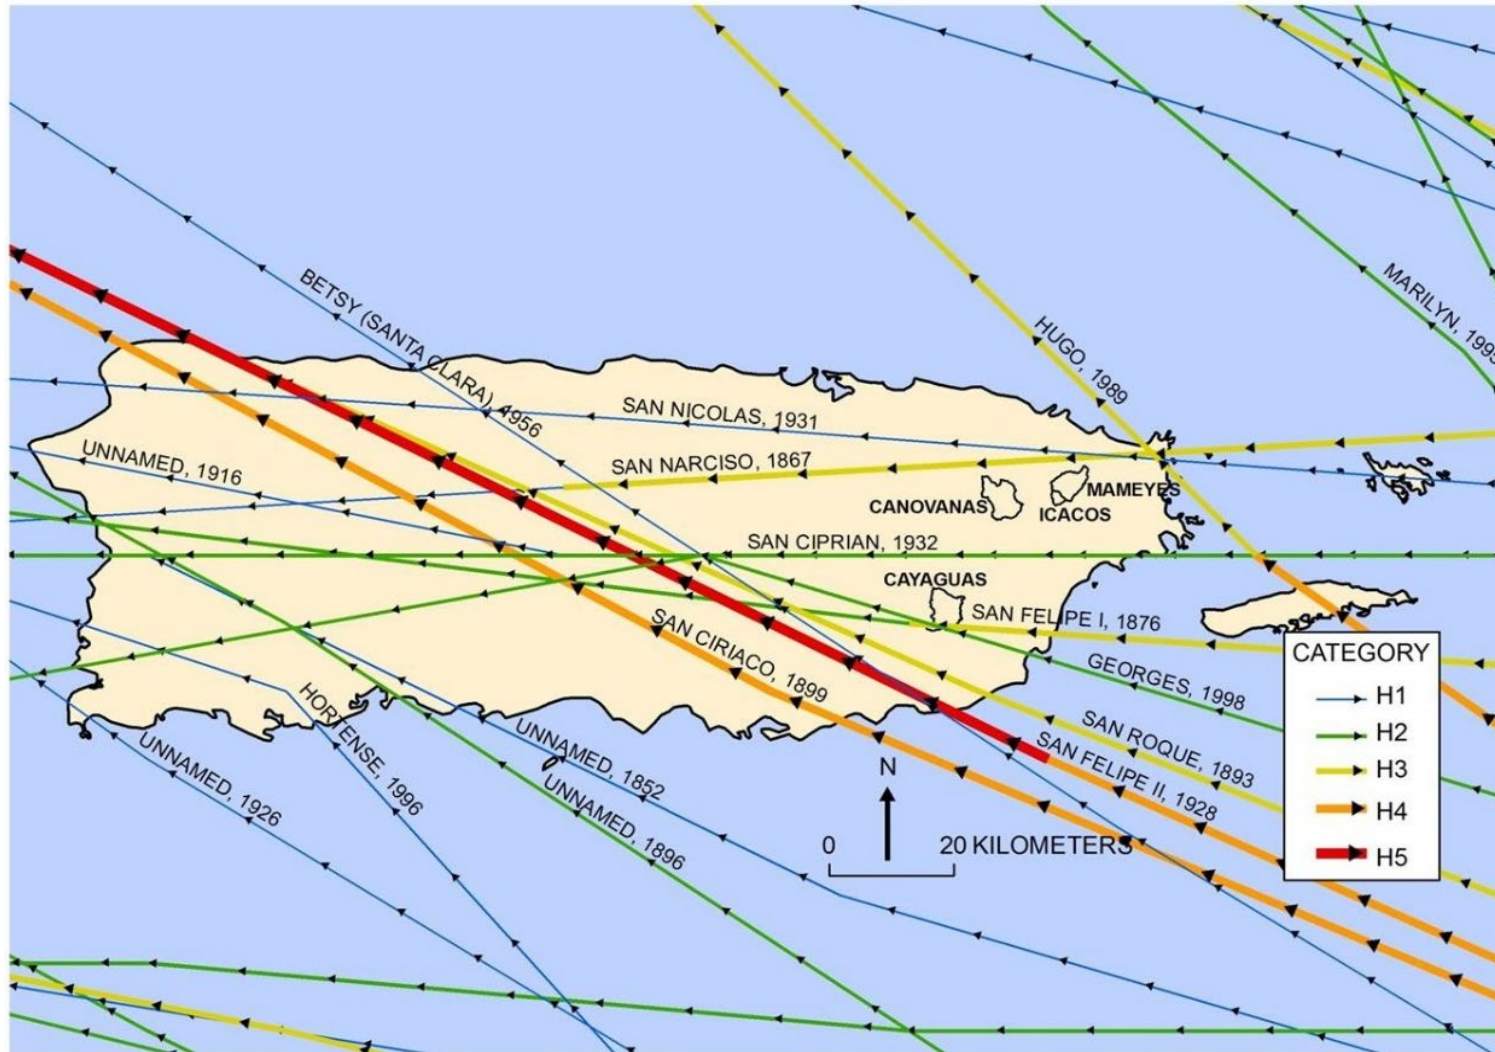 BETSY (SANTA CLARA), 1956
HUGO, 1989
MARILYN, 1995
SAN NICOLAS, 1931
UNNAMED, 1916
SAN NARCISO, 1867
CANOVANAS
MAMEYES
ICACOS
SAN CIPRIAN, 1932
CAYAGUAS
SAN FELIPE I, 1876
SAN CIRIACO, 1899
GEORGES, 1998
HORTENSE, 1996
SAN ROQUE, 1893
SAN FELIPE II, 1928
UNNAMED, 1926
UNNAMED, 1852
UNNAMED, 1896
N
0 20 KILOMETERS
CATEGORY
H1
H2
H3
H4
H5